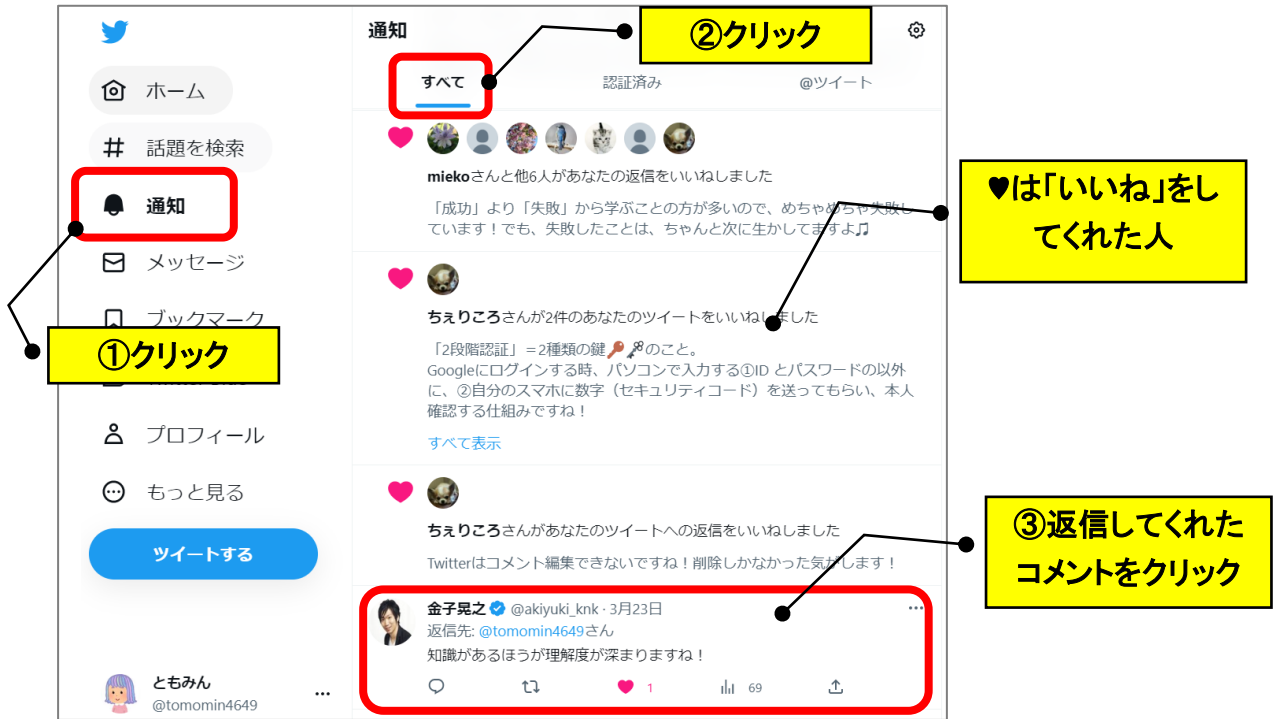 ホーム
話題を検索
通知
メッセージ
ブックマーク
①クリック
プロフィール
もっと見る
ツイートする
ともみん
@tomomin4649
通知
②クリック
すべて
認証済み
@ツイート
miekoさんと他6人があなたの返信をいいねしました
「成功」より「失敗」から学ぶことの方が多いので、めちゃめちゃ失敗し
ています！でも、失敗したことは、ちゃんと次に生かしてますよ♫
♥は「いいね」をし
てくれた人
ちぇりころさんが2件のあなたのツイートをいいねしました
「2段階認証」＝2種類の鍵🔑🗝のこと。
Googleにログインする時、パソコンで入力する①ID とパスワードの以外
に、②自分のスマホに数字（セキュリティコード）を送ってもらい、本人
確認する仕組みですね！
すべて表示
ちぇりころさんがあなたのツイートへの返信をいいねしました
Twitterはコメント編集できないですね！削除しかなかった気がします！
③返信してくれた
コメントをクリック
金子晃之 @akiyuki_knk · 3月23日
返信先: @tomomin4649さん
知識があるほうが理解度が深まりますね！
1
69